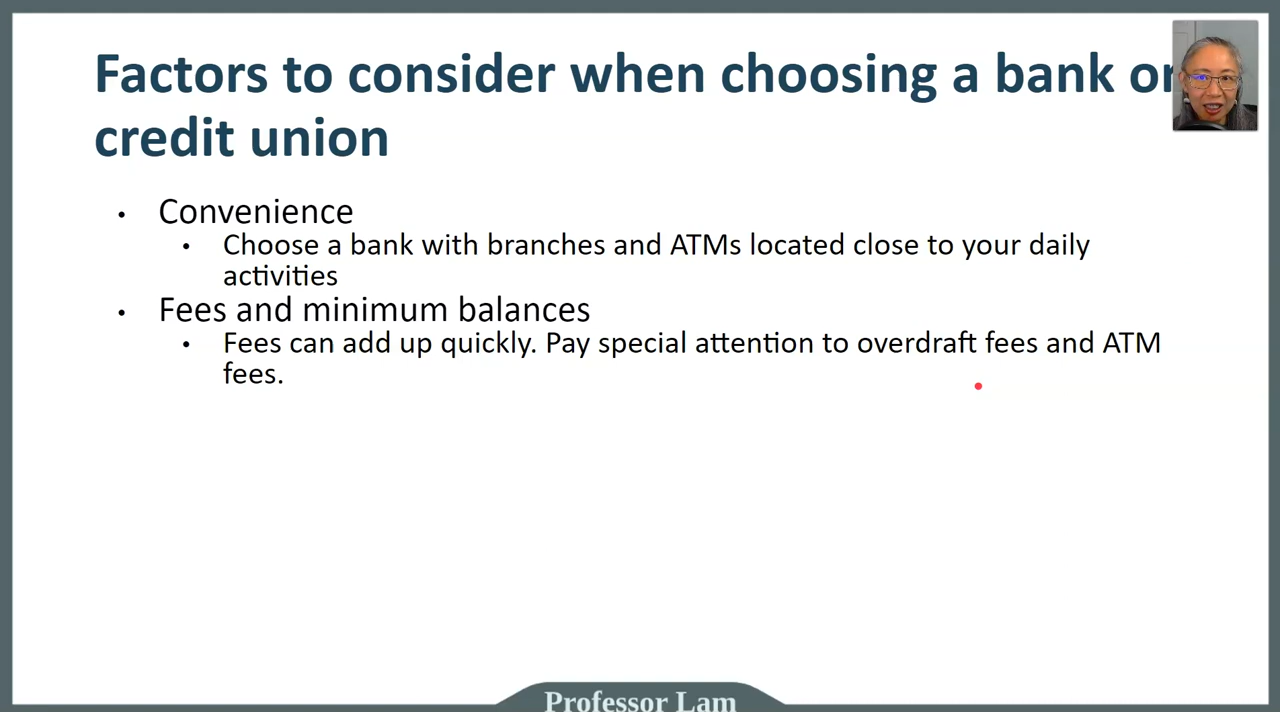 Factors to consider when choosing a bank or
credit union
• Convenience
• Choose a bank with branches and ATMs located close to your daily
activities
• Fees and minimum balances
• Fees can add up quickly. Pay special attention to overdraft fees and ATM
fees.
Professor Lam